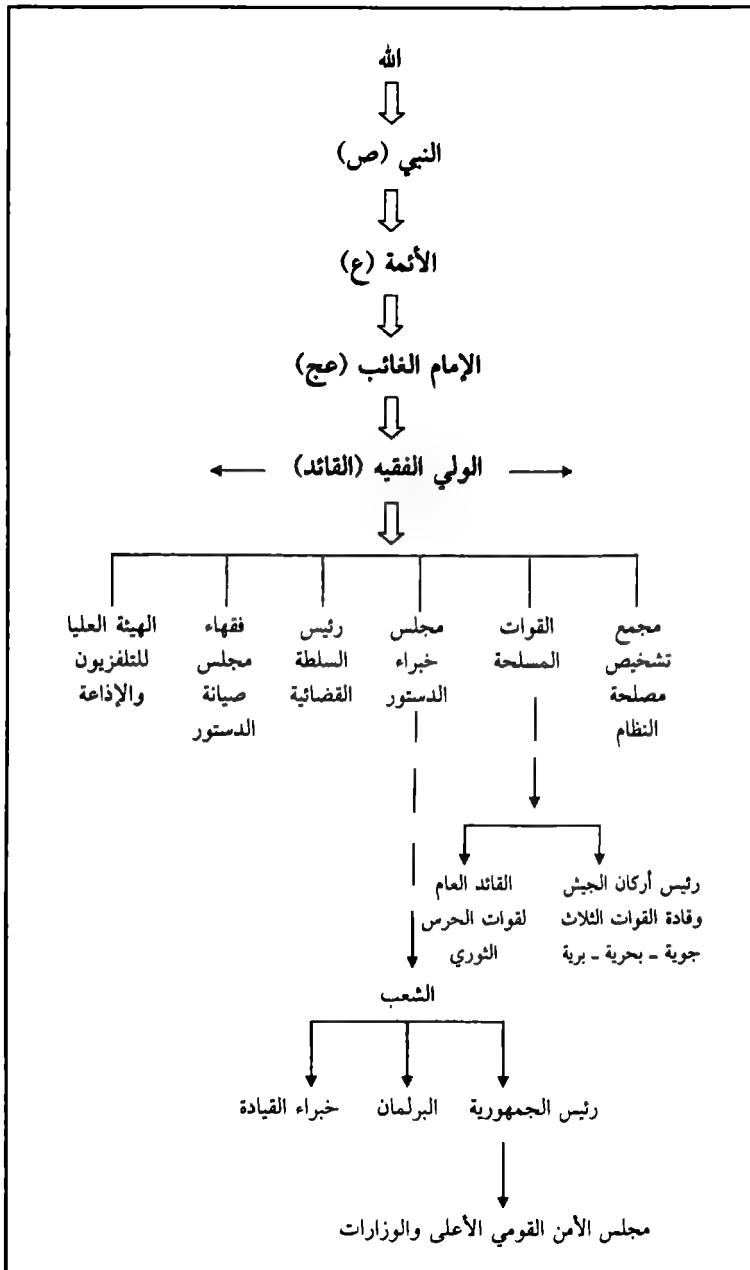 الله
النبي (ص)
الأئمة (ع)
الإمام الغائب (عج)
الولي الفقيه (القائد)
مجمع
تشخيص
مصلحة
النظام
القوات
المسلحة
مجلس
خبراء
الدستور
رئيس
السلطة
القضائية
فقهاء
مجلس
صيانة
الدستور
الهيئة العليا
للتلفزيون
والإذاعة
رئيس أركان الجيش
وقادة القوات الثلاث
جوية - بحرية - برية
القائد العام
لقوات الحرس
الثوري
الشعب
رئيس الجمهورية
البرلمان
خبراء القيادة
مجلس الأمن القومي الأعلى والوزارات